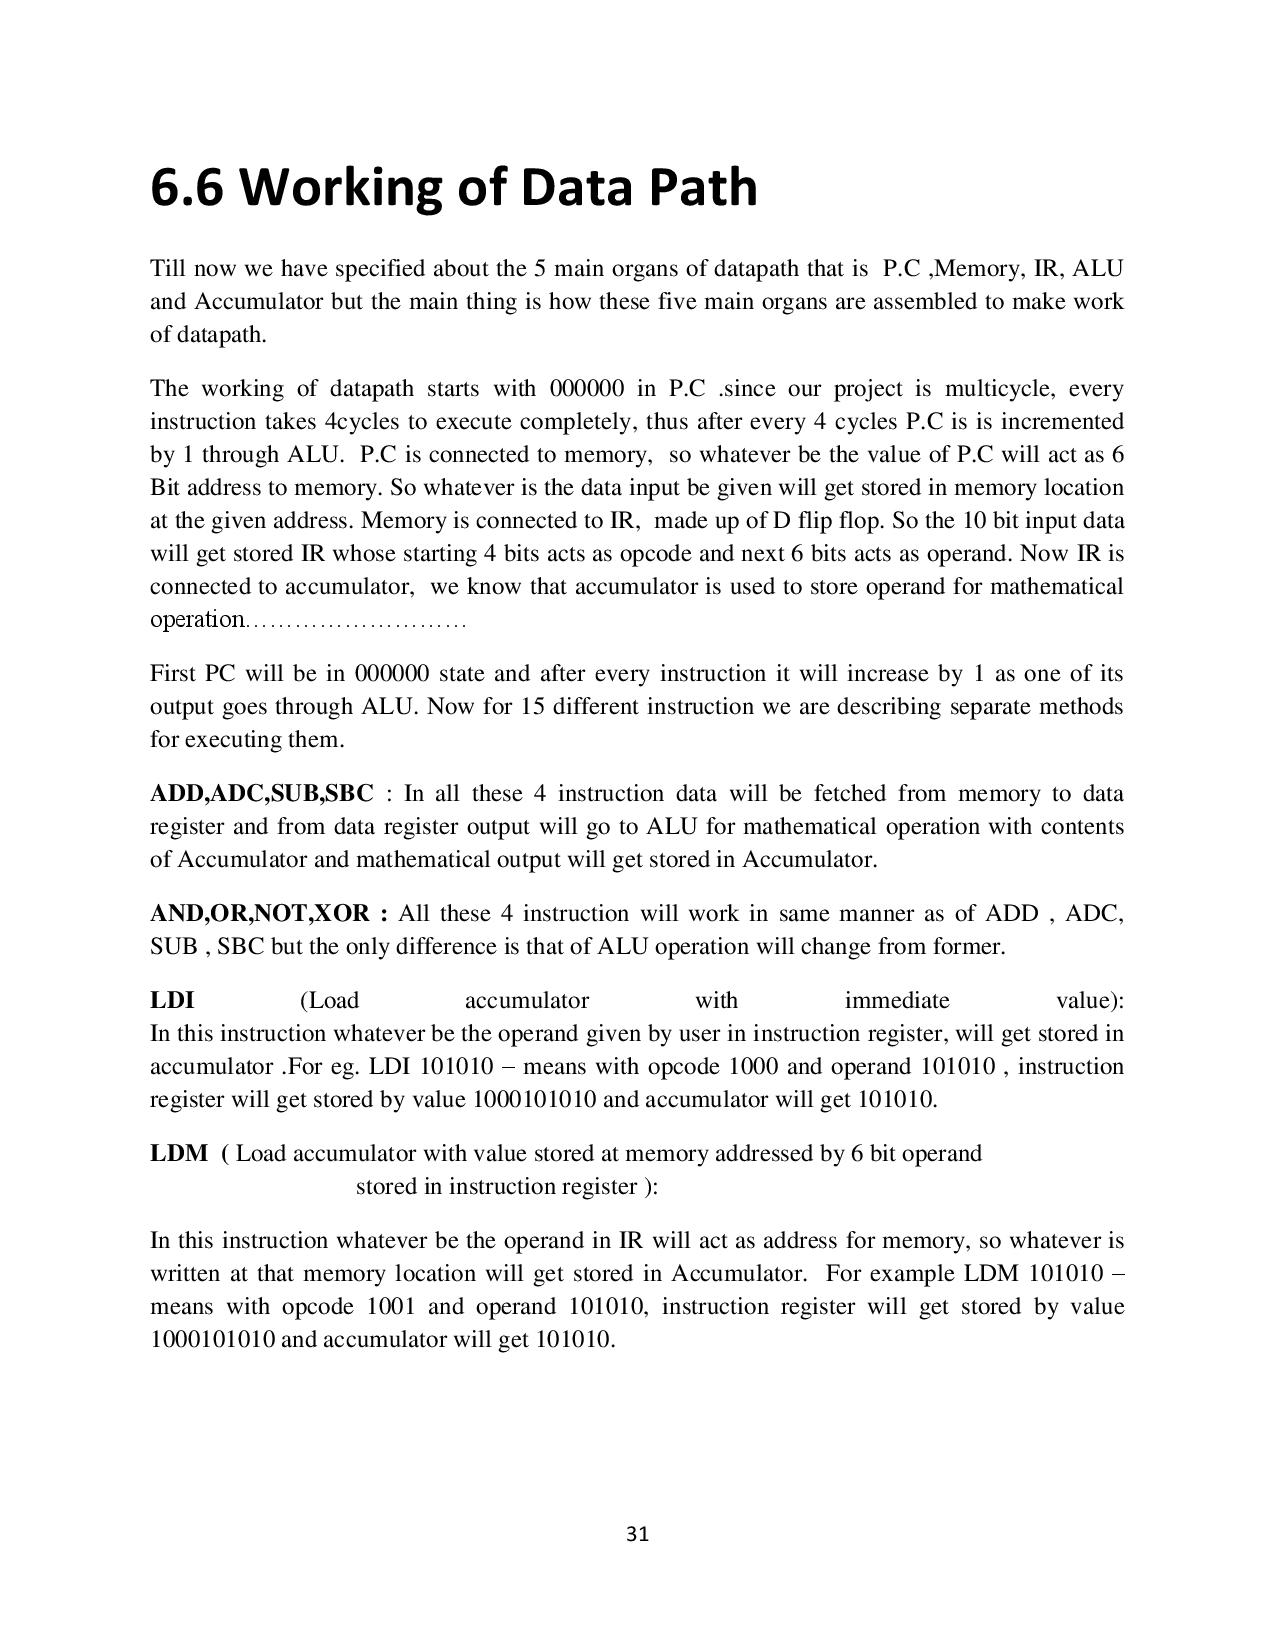 6.6 Working of Data Path
Till now we have specified about the 5 main organs of datapath that is P.C ,Memory, IR, ALU
and Accumulator but the main thing is how these five main organs are assembled to make work
of datapath.
The working of datapath starts with 000000 in P.C .since our project is multicycle, every
instruction takes 4cycles to execute completely, thus after every 4 cycles P.C is is incremented
by 1 through ALU. P.C is connected to memory, so whatever be the value of P.C will act as 6
Bit address to memory. So whatever is the data input be given will get stored in memory location
at the given address. Memory is connected to IR, made up of D flip flop. So the 10 bit input data
will get stored IR whose starting 4 bits acts as opcode and next 6 bits acts as operand. Now IR is
connected to accumulator, we know that accumulator is used to store operand for mathematical
operation………………………
First PC will be in 000000 state and after every instruction it will increase by 1 as one of its
output goes through ALU. Now for 15 different instruction we are describing separate methods
for executing them.
ADD,ADC,SUB,SBC : In all these 4 instruction data will be fetched from memory to data
register and from data register output will go to ALU for mathematical operation with contents
of Accumulator and mathematical output will get stored in Accumulator.
AND,OR,NOT,XOR : All these 4 instruction will work in same manner as of ADD , ADC,
SUB , SBC but the only difference is that of ALU operation will change from former.
LDI (Load accumulator with immediate value):
In this instruction whatever be the operand given by user in instruction register, will get stored in
accumulator .For eg. LDI 101010 – means with opcode 1000 and operand 101010 , instruction
register will get stored by value 1000101010 and accumulator will get 101010.
LDM ( Load accumulator with value stored at memory addressed by 6 bit operand
stored in instruction register ):
In this instruction whatever be the operand in IR will act as address for memory, so whatever is
written at that memory location will get stored in Accumulator. For example LDM 101010 –
means with opcode 1001 and operand 101010, instruction register will get stored by value
1000101010 and accumulator will get 101010.
31